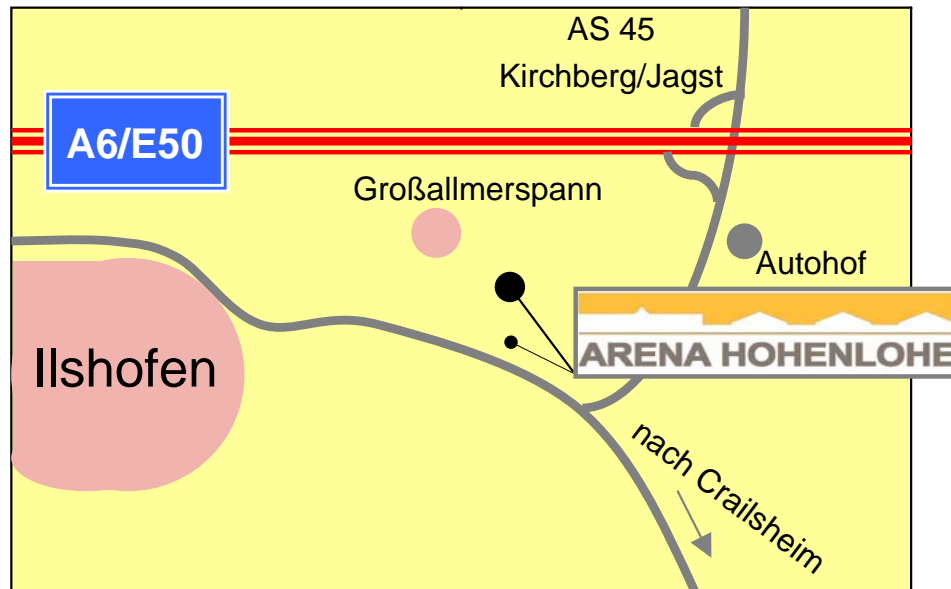 AS 45
Kirchberg/Jagst
A6/E50
Großallmerspann
Autohof
ARENA HOHENLOHE
Ilshofen
nach Crailsheim